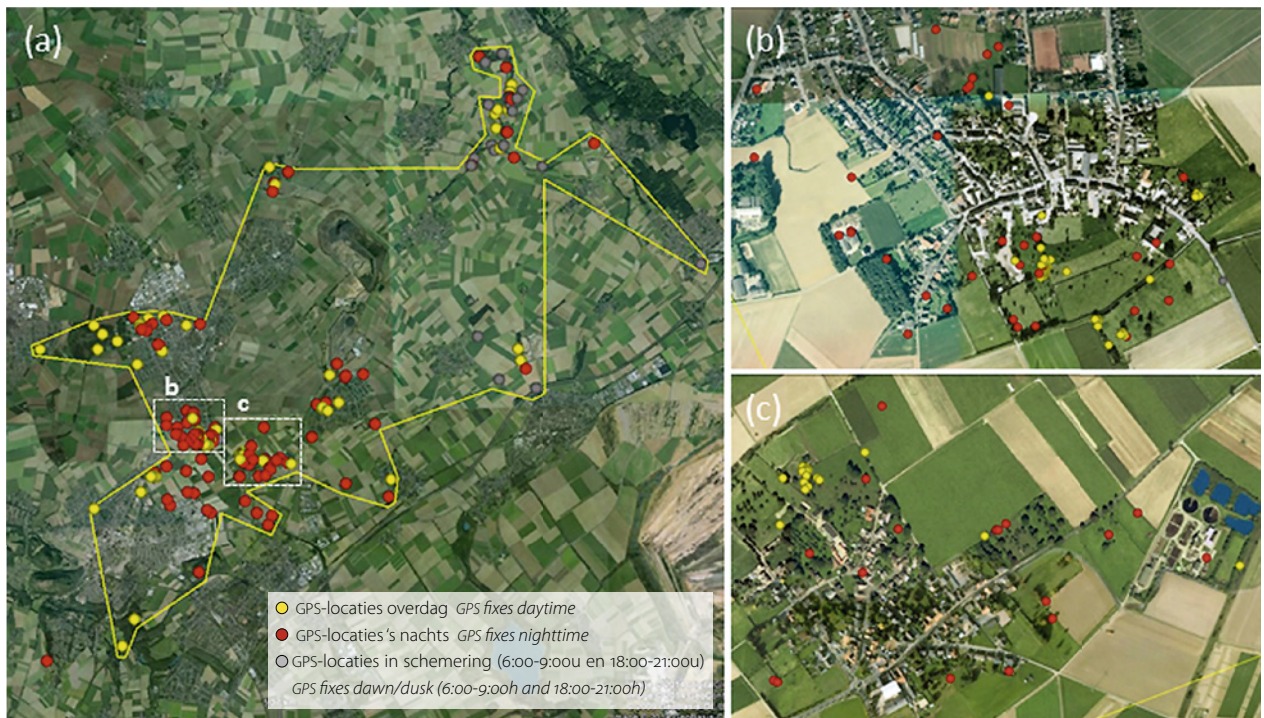 (a)
(b)
b
c
(c)
GPS-locaties overdag GPS fixes daytime
GPS-locaties 's nachts GPS fixes nighttime
GPS-locaties in schemering (6:00-9:00u en 18:00-21:00u)
GPS fixes dawn/dusk (6:00-9:00h and 18:00-21:00h)